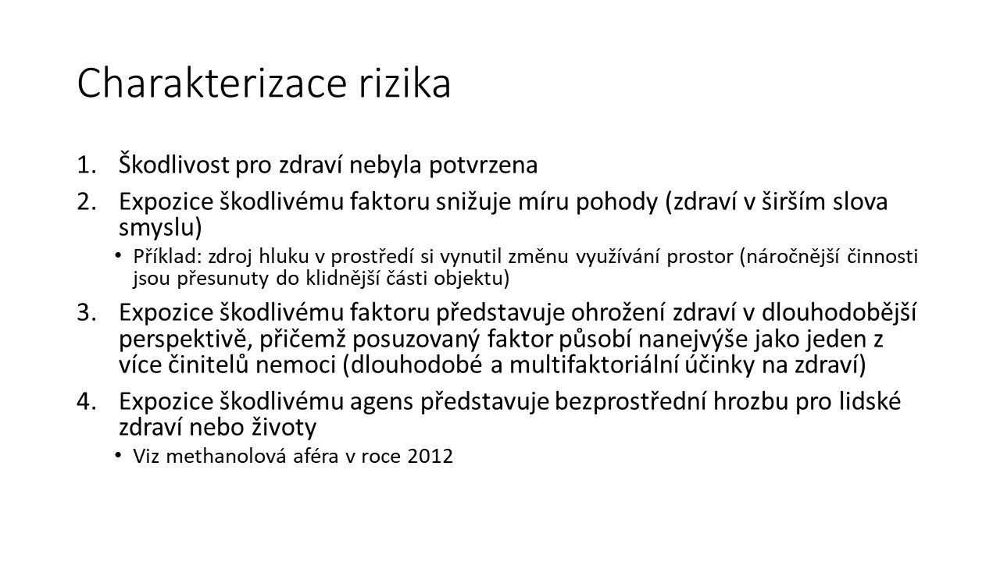 Charakterizace rizika
1. Škodlivost pro zdraví nebyla potvrzena
2. Expozice škodlivému faktoru snižuje míru pohody (zdraví v širším slova
smyslu)
• Příklad: zdroj hluku v prostředí si vynutil změnu využívání prostor (náročnější činnosti
jsou přesunuty do klidnější části objektu)
3. Expozice škodlivému faktoru představuje ohrožení zdraví v dlouhodobější
perspektivě, přičemž posuzovaný faktor působí nanejvýše jako jeden z
více činitelů nemoci (dlouhodobé a multifaktoriální účinky na zdraví)
4. Expozice škodlivému agens představuje bezprostřední hrozbu pro lidské
zdraví nebo životy
• Viz methanolová aféra v roce 2012